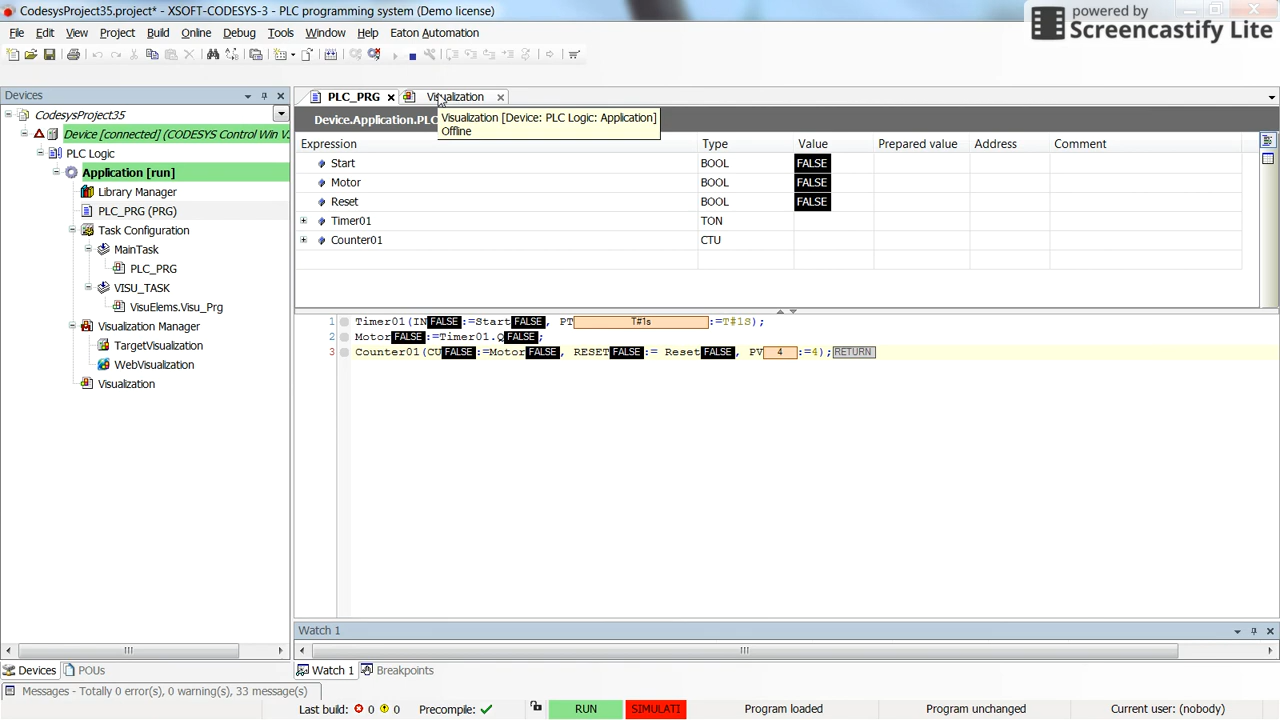 CodesysProject35.project* - XSOFT-CODESYS-3 - PLC programming system (Demo license)
powered by
Screencastify Lite
File Edit View Project Build Online Debug Tools Window Help Eaton Automation
Devices
PLC_PRG
Visualization
CodesysProject35
Device.Application.PLC
Visualization [Device: PLC Logic: Application]
Offline
Device [connected] (CODESYS Control Win V.
Expression Type Value Prepared value Address Comment
PLC Logic
Start BOOL FALSE
Application [run]
Motor BOOL FALSE
Library Manager
Reset BOOL FALSE
PLC_PRG (PRG)
Timer01 TON
Task Configuration
Counter01 CTU
MainTask
PLC_PRG
VISU_TASK
VisuElems.Visu_Prg
Visualization Manager
TargetVisualization
WebVisualization
Visualization
1 Timer01(IN FALSE :=Start FALSE , PT T#1s :=T#1S);
2 Motor FALSE :=Timer01.Q FALSE ;
3 Counter01(CU FALSE :=Motor FALSE , RESET FALSE := Reset FALSE , PV 4 :=4); RETURN
Watch 1
Devices POUs
Watch 1 Breakpoints
Messages - Totally 0 error(s), 0 warning(s), 33 message(s)
Last build: 0 0 Precompile: RUN SIMULATI Program loaded Program unchanged Current user: (nobody)